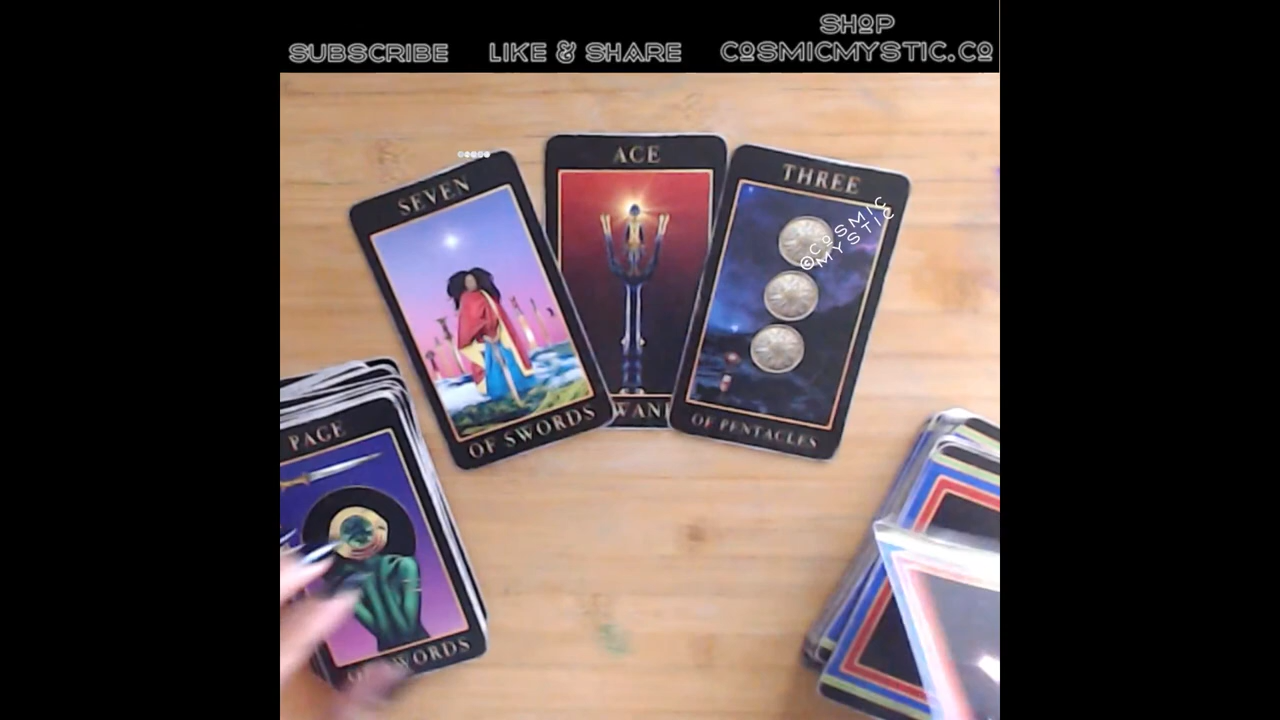 SHOP
SUBSCRIBE LIKE & SHARE COSMICMYSTIC.CO
SEVEN
OF SWORDS
ACE
THREE
©COSMIC
MYSTIC
OF PENTACLES
PAGE